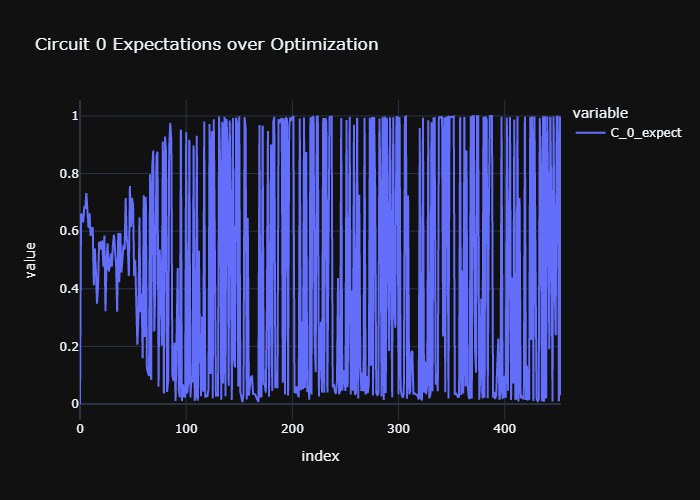 Circuit 0 Expectations over Optimization
variable
C_0_expect
1
0.8
0.6
0.4
0.2
0
value
0 100 200 300 400
index